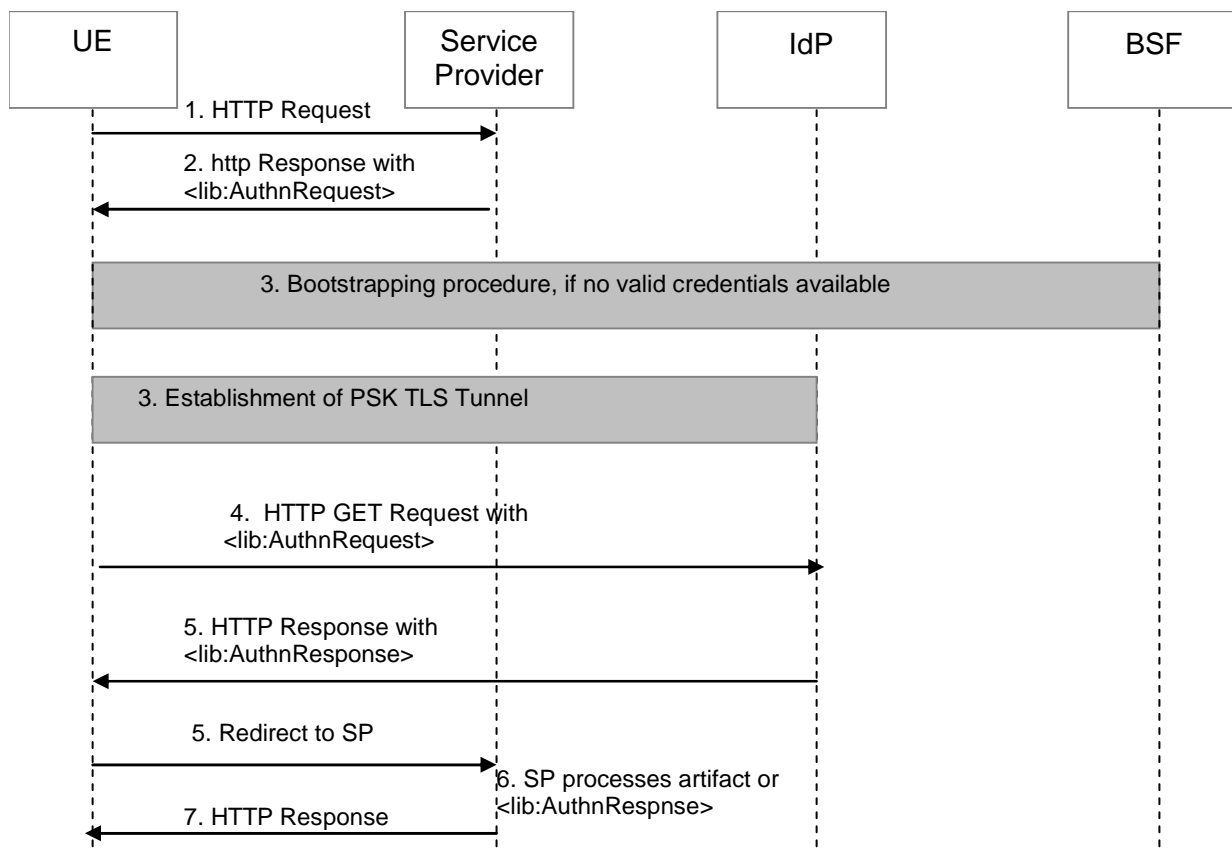 UE
Service
Provider
IdP
BSF
1. HTTP Request
2. http Response with
<lib:AuthnRequest>
3. Bootstrapping procedure, if no valid credentials available
3. Establishment of PSK TLS Tunnel
4. HTTP GET Request with
<lib:AuthnRequest>
5. HTTP Response with
<lib:AuthnResponse>
5. Redirect to SP
6. SP processes artifact or
<lib:AuthnRespnse>
7. HTTP Response